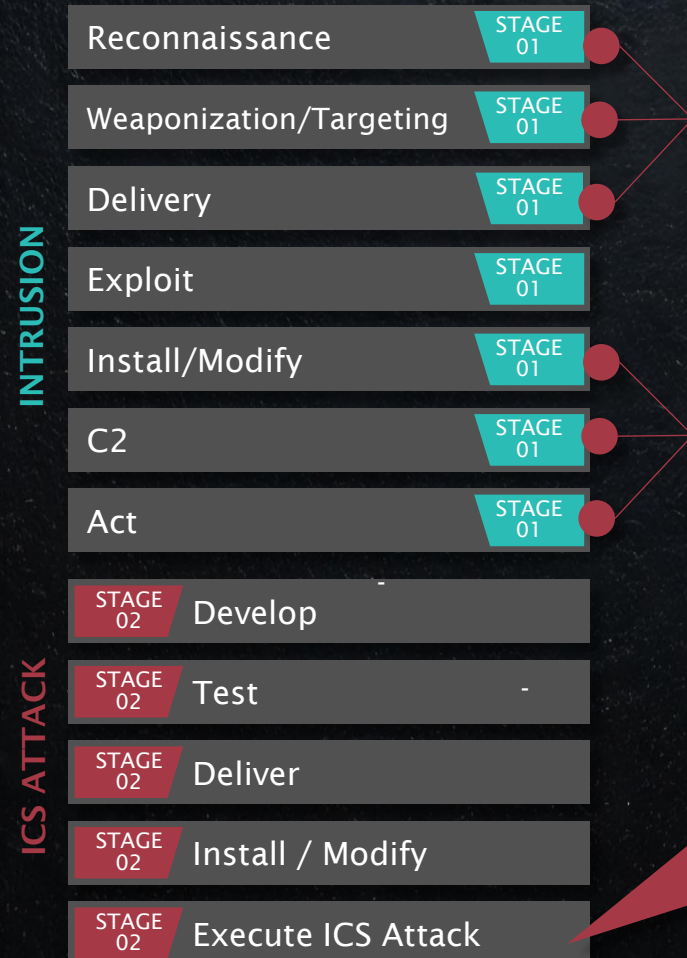 INTRUSION
Reconnaissance
STAGE
01
Weaponization/Targeting
STAGE
01
Delivery
STAGE
01
Exploit
STAGE
01
Install/Modify
STAGE
01
C2
STAGE
01
Act
STAGE
01
ICS ATTACK
-
STAGE
02
Develop
STAGE
02
Test
-
STAGE
02
Deliver
STAGE
02
Install / Modify
STAGE
02
Execute ICS Attack